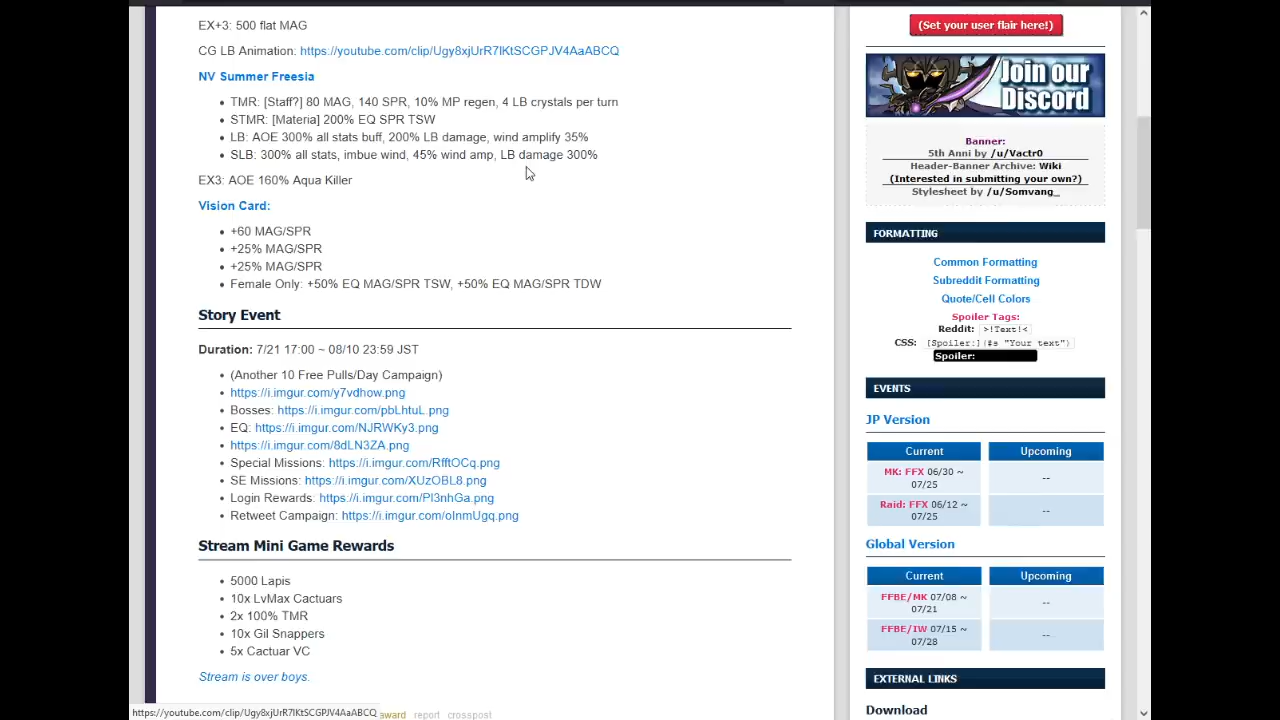 EX+3: 500 flat MAG
CG LB Animation: https://youtube.com/clip/Ugy8xjUrR7lKtSCGPJV4AaABCQ
NV Summer Freesia
TMR: [Staff?] 80 MAG, 140 SPR, 10% MP regen, 4 LB crystals per turn
STMR: [Materia] 200% EQ SPR TSW
LB: AOE 300% all stats buff, 200% LB damage, wind amplify 35%
SLB: 300% all stats, imbue wind, 45% wind amp, LB damage 300%
EX3: AOE 160% Aqua Killer
Vision Card:
+60 MAG/SPR
+25% MAG/SPR
+25% MAG/SPR
Female Only: +50% EQ MAG/SPR TSW, +50% EQ MAG/SPR TDW
Story Event
Duration: 7/21 17:00 ~ 08/10 23:59 JST
(Another 10 Free Pulls/Day Campaign)
https://i.imgur.com/y7vdhow.png
Bosses: https://i.imgur.com/pbLhtuL.png
EQ: https://i.imgur.com/NJRWKy3.png
https://i.imgur.com/8dLN3ZA.png
Special Missions: https://i.imgur.com/RfftOCq.png
SE Missions: https://i.imgur.com/XUzOBL8.png
Login Rewards: https://i.imgur.com/Pl3nhGa.png
Retweet Campaign: https://i.imgur.com/oInmUgq.png
Stream Mini Game Rewards
5000 Lapis
10x LvMax Cactuars
2x 100% TMR
10x Gil Snappers
5x Cactuar VC
Stream is over boys.
award report crosspost
https://youtube.com/clip/Ugy8xjUrR7lKtSCGPJV4AaABCQ
(Set your user flair here!)
Join our
Discord
Banner:
5th Anni by /u/Vactr0
Header-Banner Archive: Wiki
(Interested in submitting your own?)
Stylesheet by /u/Somvang_
FORMATTING
Common Formatting
Subreddit Formatting
Quote/Cell Colors
Spoiler Tags:
Reddit: >!Text!<
CSS: [Spoiler:](#s "Your text")
Spoiler:
EVENTS
JP Version
Current Upcoming
MK: FFX 06/30 ~ --
07/25
Raid: FFX 06/12 ~ --
07/25
Global Version
Current Upcoming
FFBE/MK 07/08 ~ --
07/21
FFBE/IW 07/15 ~ --
07/28
EXTERNAL LINKS
Download